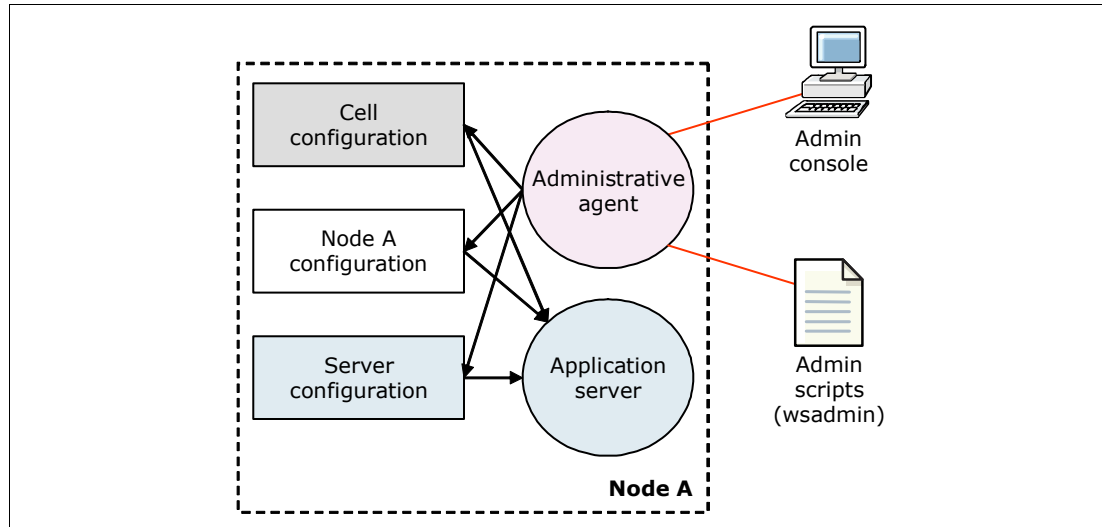 Cell
configuration
Administrative
agent
Admin
console
Node A
configuration
Server
configuration
Application
server
Admin
scripts
(wsadmin)
Node A